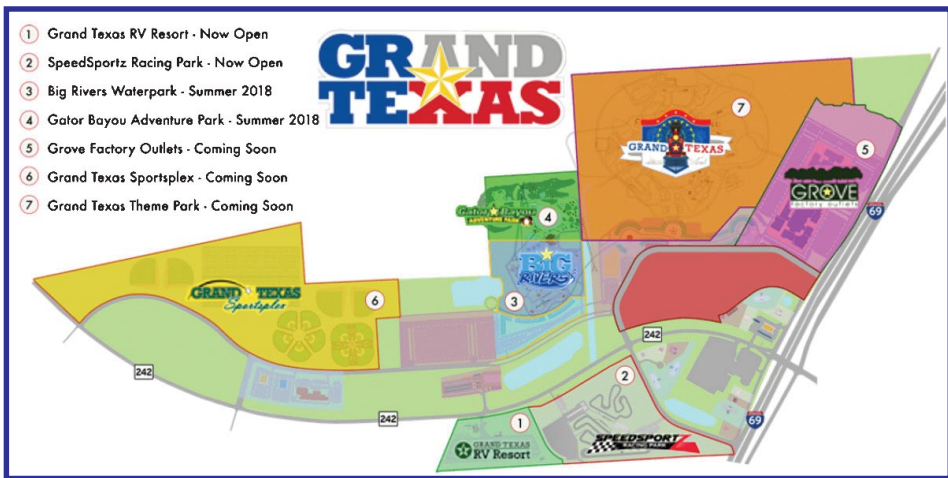 1 Grand Texas RV Resort - Now Open
2 SpeedSportz Racing Park - Now Open
3 Big Rivers Waterpark - Summer 2018
4 Gator Bayou Adventure Park - Summer 2018
5 Grove Factory Outlets - Coming Soon
6 Grand Texas Sportsplex - Coming Soon
7 Grand Texas Theme Park - Coming Soon
GRAND
TEXAS
7
GRAND TEXAS
5
GROVE
factory outlets
69
Gator Bayou
ADVENTURE PARK
4
BIG
RIVERS
3
GRAND TEXAS
Sportsplex
6
242
242
242
2
1
GRAND TEXAS
RV Resort
SPEEDSPORTZ
RACING PARK
69